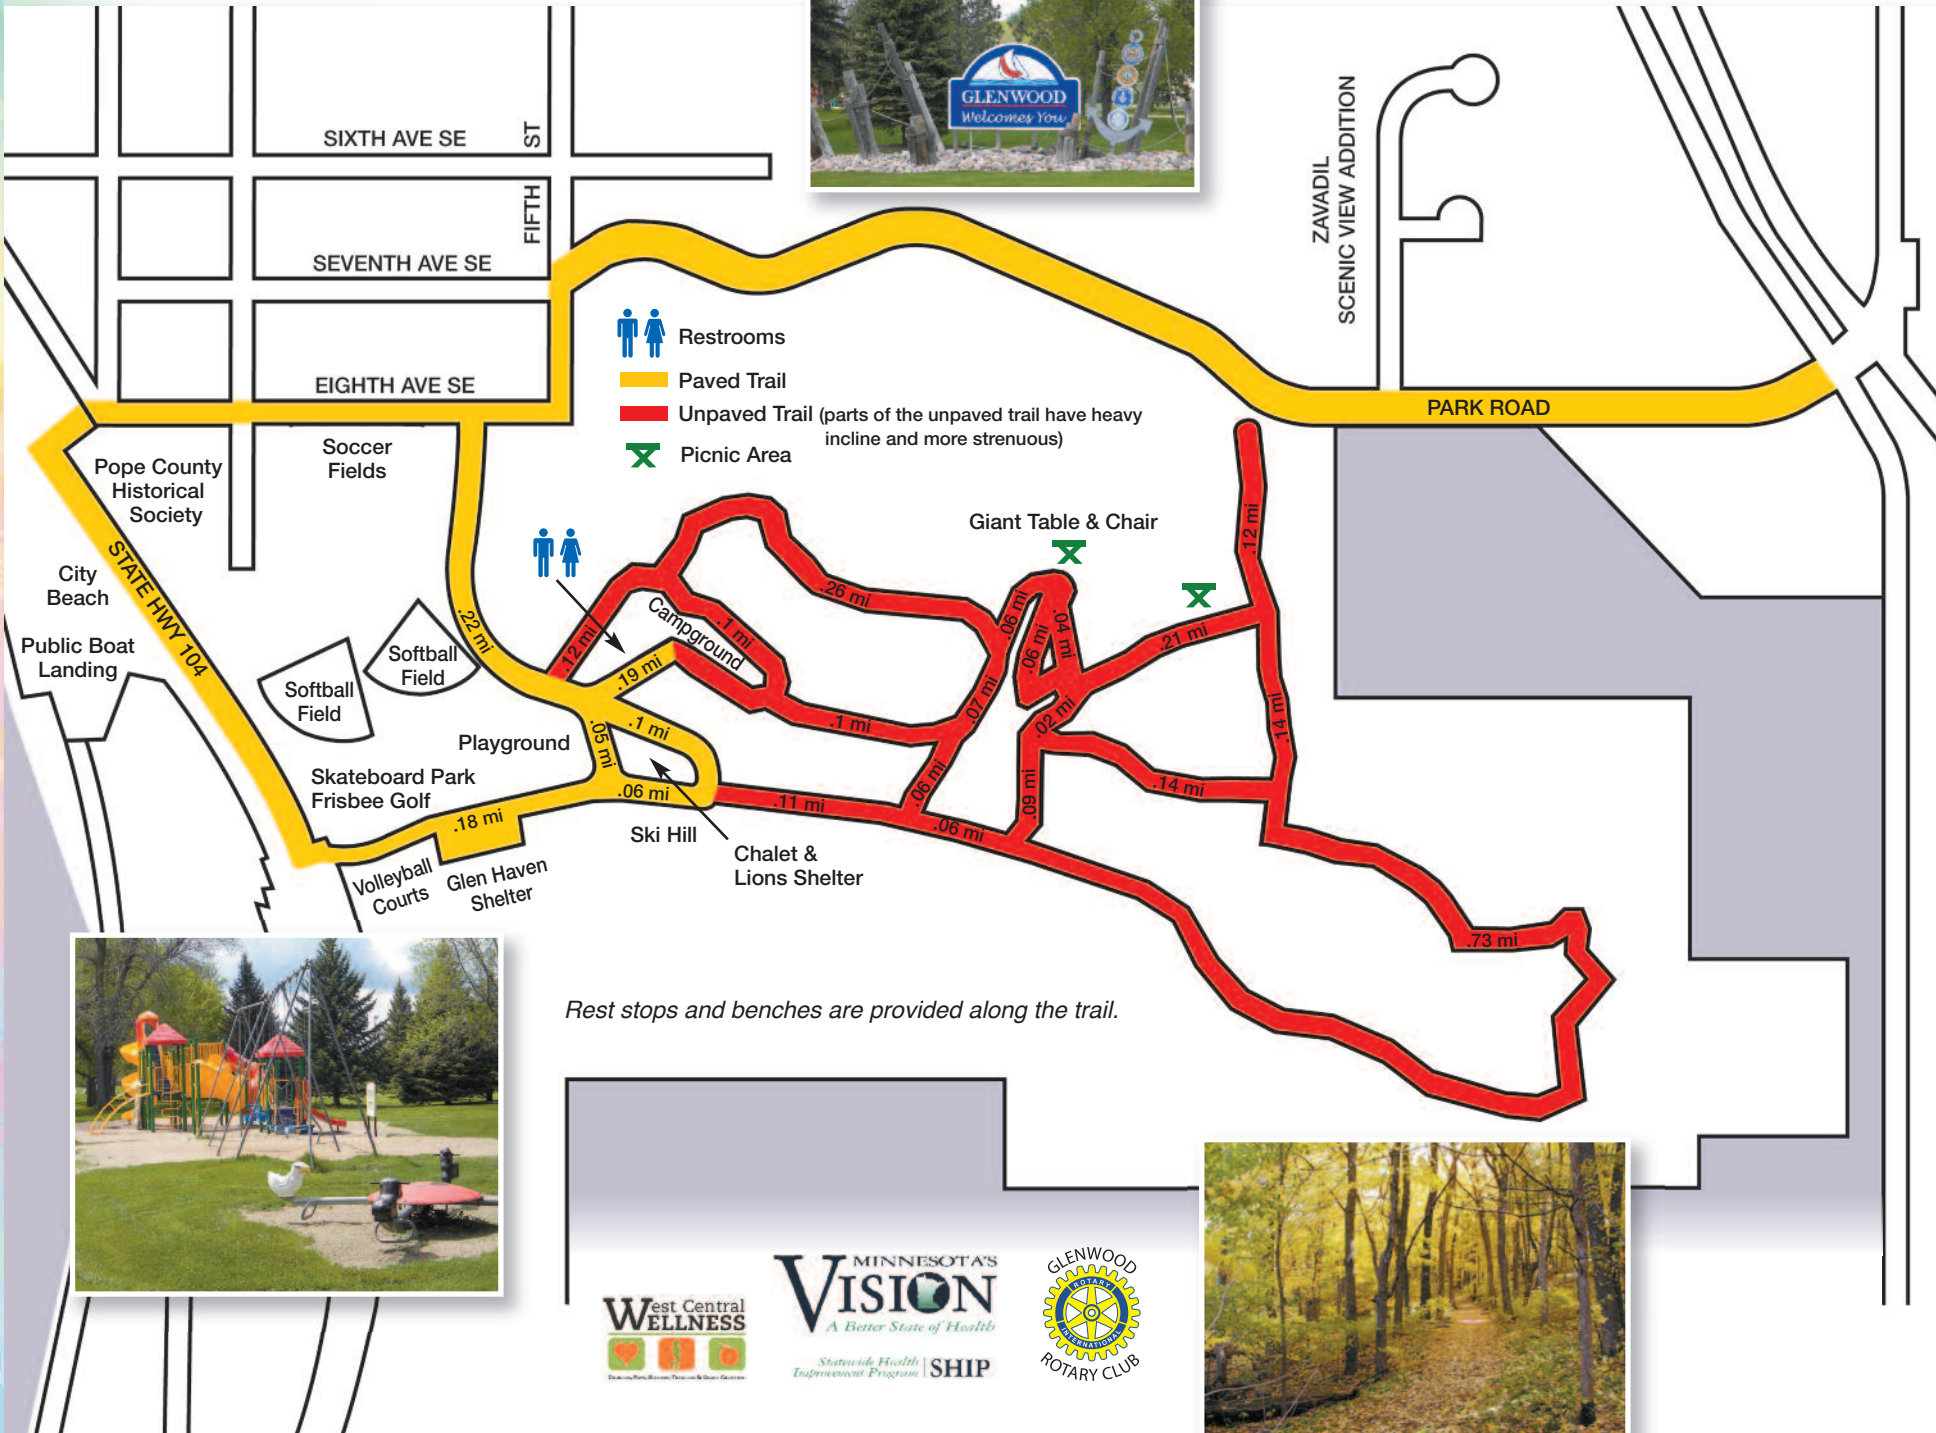 GLENWOOD
Welcomes You
SIXTH AVE SE
FIFTH ST
SEVENTH AVE SE
EIGHTH AVE SE
ZAVADIL
SCENIC VIEW ADDITION
PARK ROAD
Restrooms
Paved Trail
Unpaved Trail (parts of the unpaved trail have heavy
incline and more strenuous)
Picnic Area
Soccer
Fields
Pope County
Historical
Society
STATE HWY 104
City
Beach
Public Boat
Landing
Softball
Field
Softball
Field
.22 mi
.12 mi
Campground
.1 mi
.19 mi
.26 mi
Giant Table & Chair
.06 mi
.06 mi
.04 mi
.21 mi
.12 mi
.14 mi
.07 mi
.02 mi
.1 mi
.1 mi
.05 mi
Playground
Skateboard Park
Frisbee Golf
.18 mi
.06 mi
.11 mi
.06 mi
.06 mi
.09 mi
.14 mi
.73 mi
Ski Hill
Chalet &
Lions Shelter
Volleyball
Courts
Glen Haven
Shelter
Rest stops and benches are provided along the trail.
West Central
WELLNESS
MINNESOTA'S
VISION
A Better State of Health
Statewide Health
Improvement Program
SHIP
GLENWOOD
ROTARY
INTERNATIONAL
ROTARY CLUB